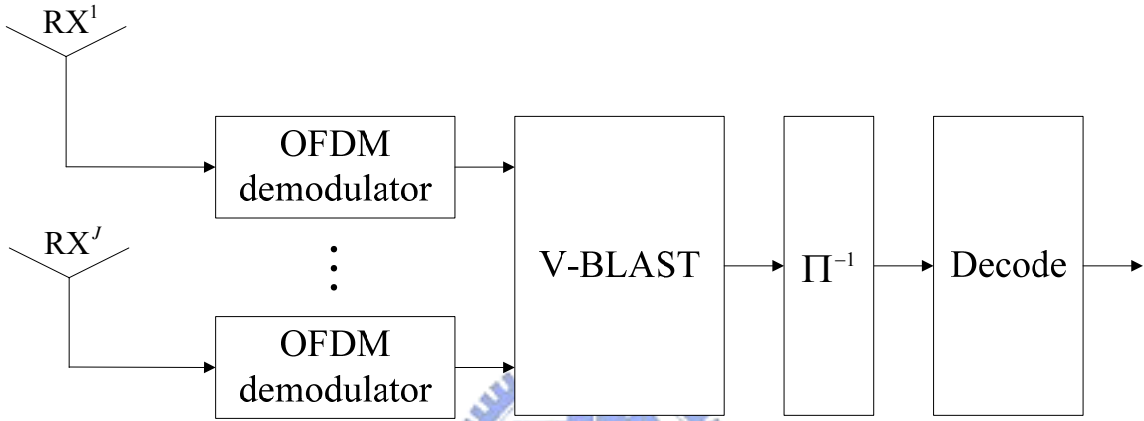 RX¹
OFDM
demodulator
RXᴶ
⋮
OFDM
demodulator
V-BLAST
Π⁻¹
Decode